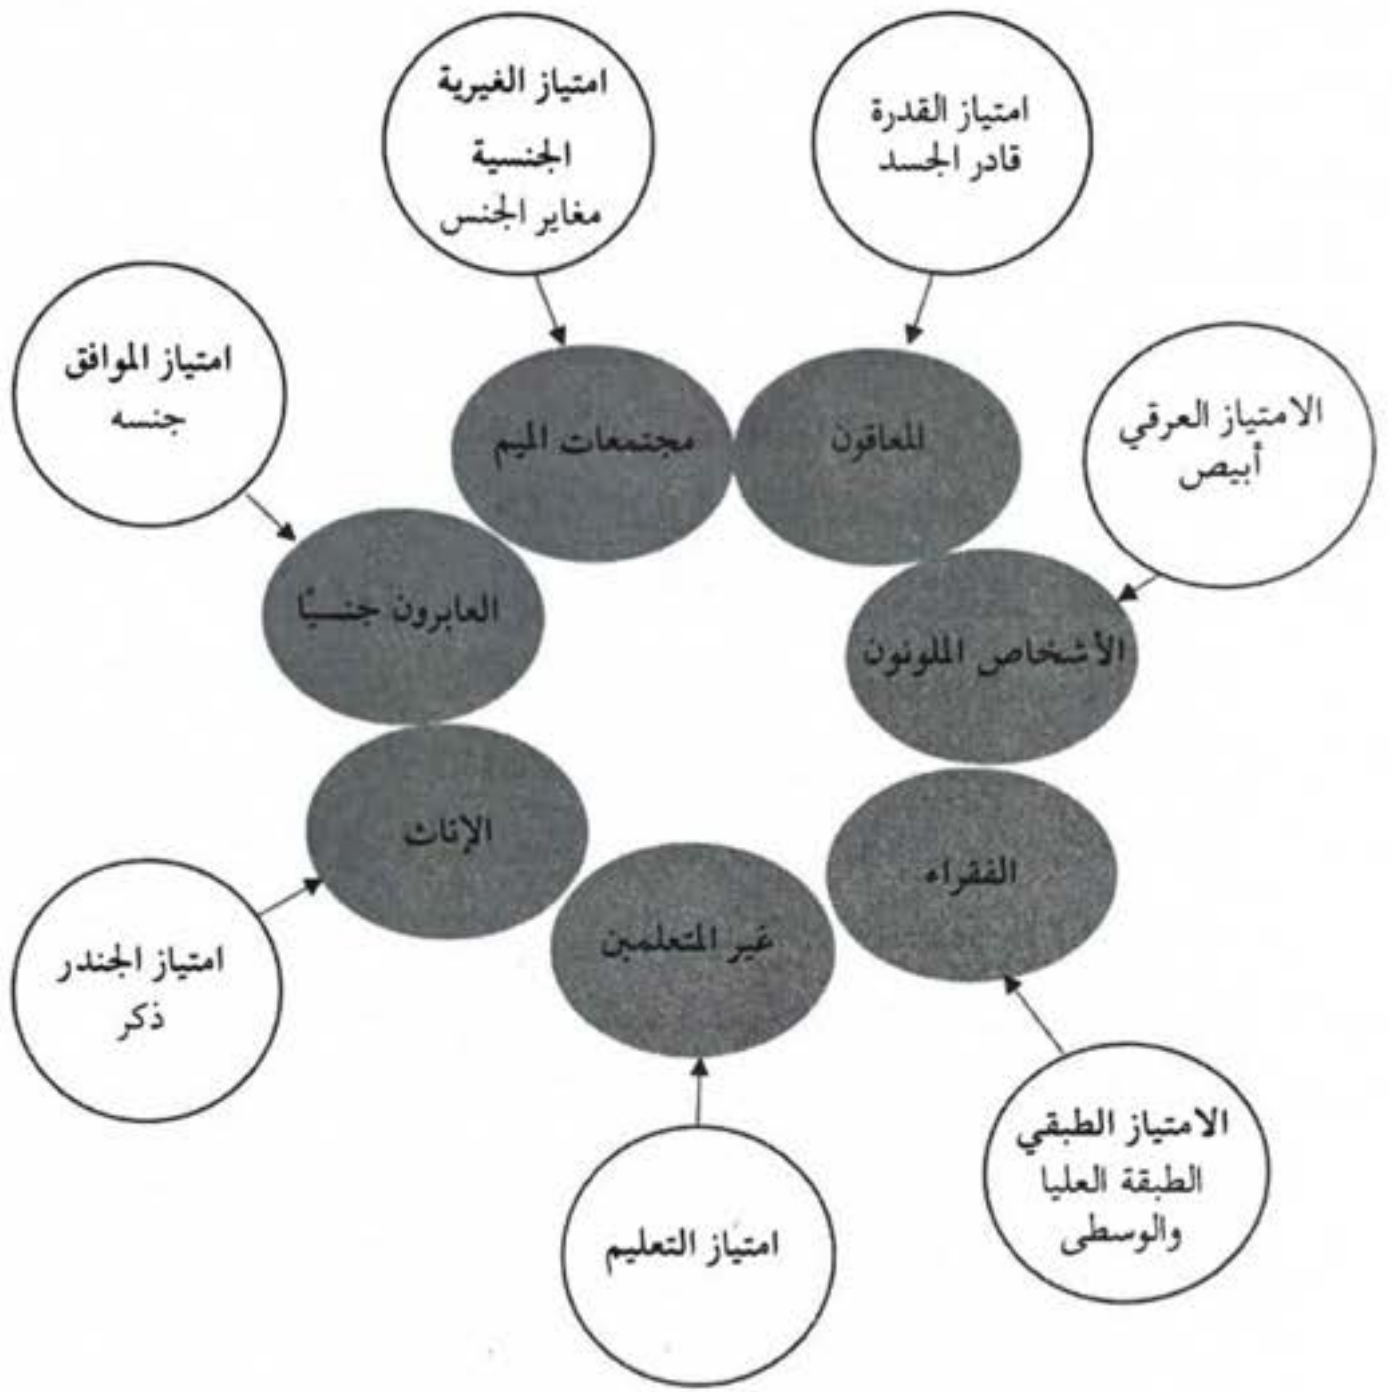 امتياز الغيرية
الجنسية
مغاير الجنس
امتياز القدرة
قادر الجسد
امتياز الموافق
جنسه
الامتياز العرقي
أبيض
مجتمعات الميم
المعاقون
العابرون جنسيًا
الأشخاص الملونون
الإناث
الفقراء
غير المتعلمين
امتياز الجندر
ذكر
الامتياز الطبقي
الطبقة العليا
والوسطى
امتياز التعليم